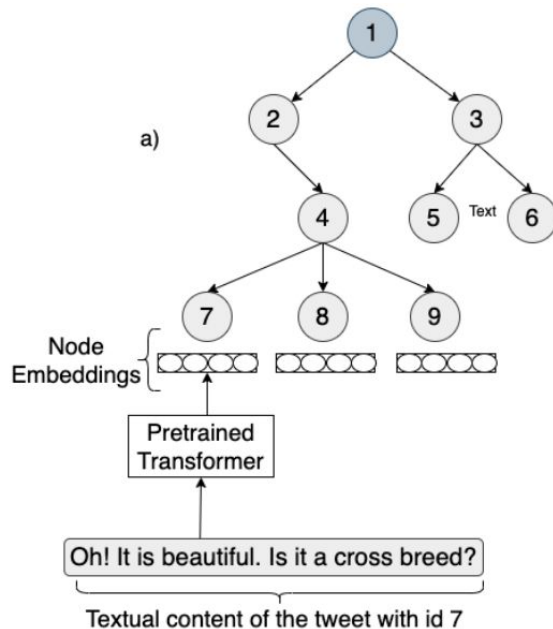 1
2
3
a)
4
5
Text
6
7
8
9
Node
Embeddings
Pretrained
Transformer
Oh! It is beautiful. Is it a cross breed?
Textual content of the tweet with id 7